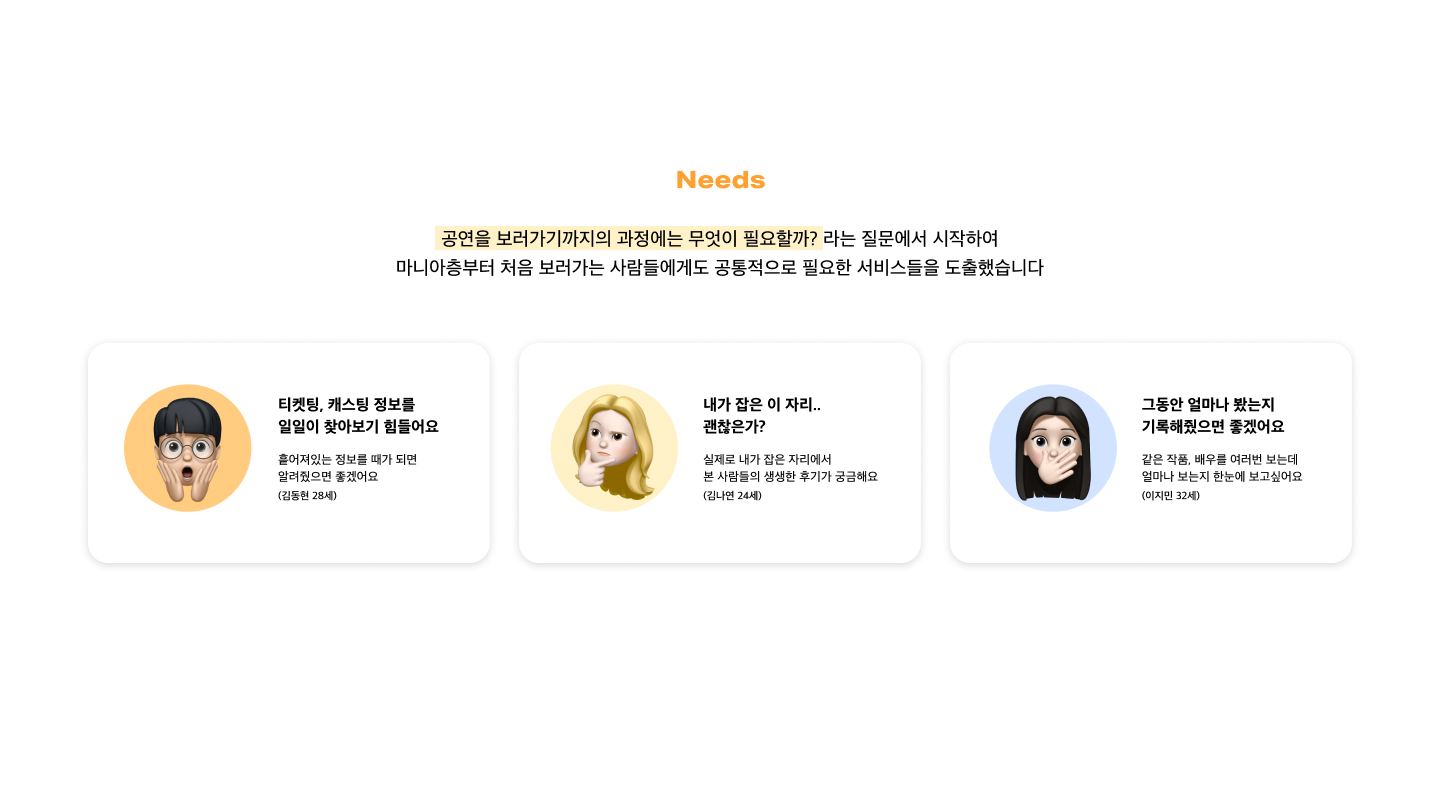 Needs
공연을 보러가기까지의 과정에는 무엇이 필요할까? 라는 질문에서 시작하여
마니아층부터 처음 보러가는 사람들에게도 공통적으로 필요한 서비스들을 도출했습니다
티켓팅, 캐스팅 정보를
일일이 찾아보기 힘들어요
흩어져있는 정보를 때가 되면
알려줬으면 좋겠어요
(김동현 28세)
내가 잡은 이 자리..
괜찮은가?
실제로 내가 잡은 자리에서
본 사람들의 생생한 후기가 궁금해요
(김나연 24세)
그동안 얼마나 봤는지
기록해줬으면 좋겠어요
같은 작품, 배우를 여러번 보는데
얼마나 보는지 한눈에 보고싶어요
(이지민 32세)